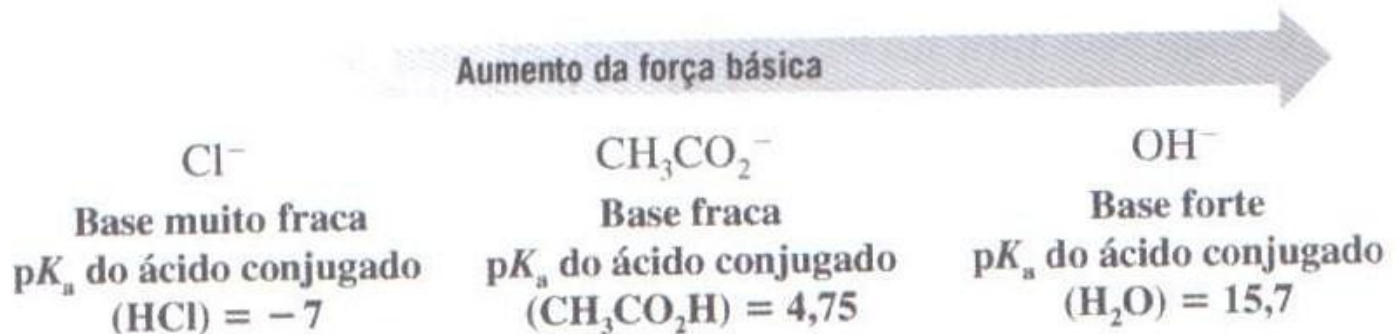 Aumento da força básica
Cl⁻
Base muito fraca
pKₐ do ácido conjugado
(HCl) = −7
CH₃CO₂⁻
Base fraca
pKₐ do ácido conjugado
(CH₃CO₂H) = 4,75
OH⁻
Base forte
pKₐ do ácido conjugado
(H₂O) = 15,7